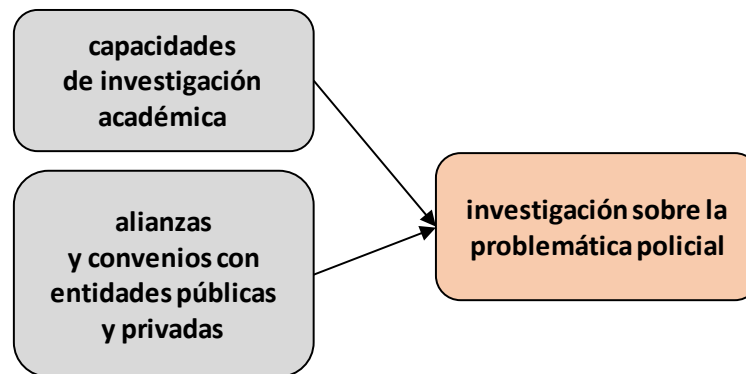 capacidades
de investigación
académica
alianzas
y convenios con
entidades públicas
y privadas
investigación sobre la
problemática policial